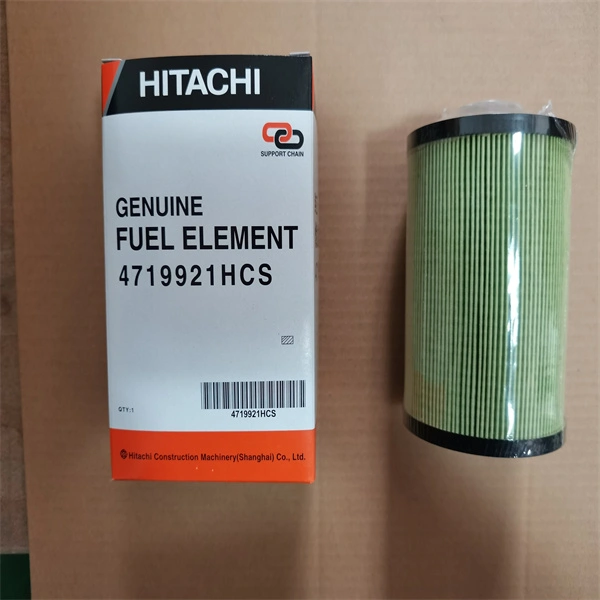 HITACHI
SUPPORT CHAIN
GENUINE
FUEL ELEMENT
4719921HCS
QTY:1
4719921HCS
Hitachi Construction Machinery(Shanghai) Co., Ltd.